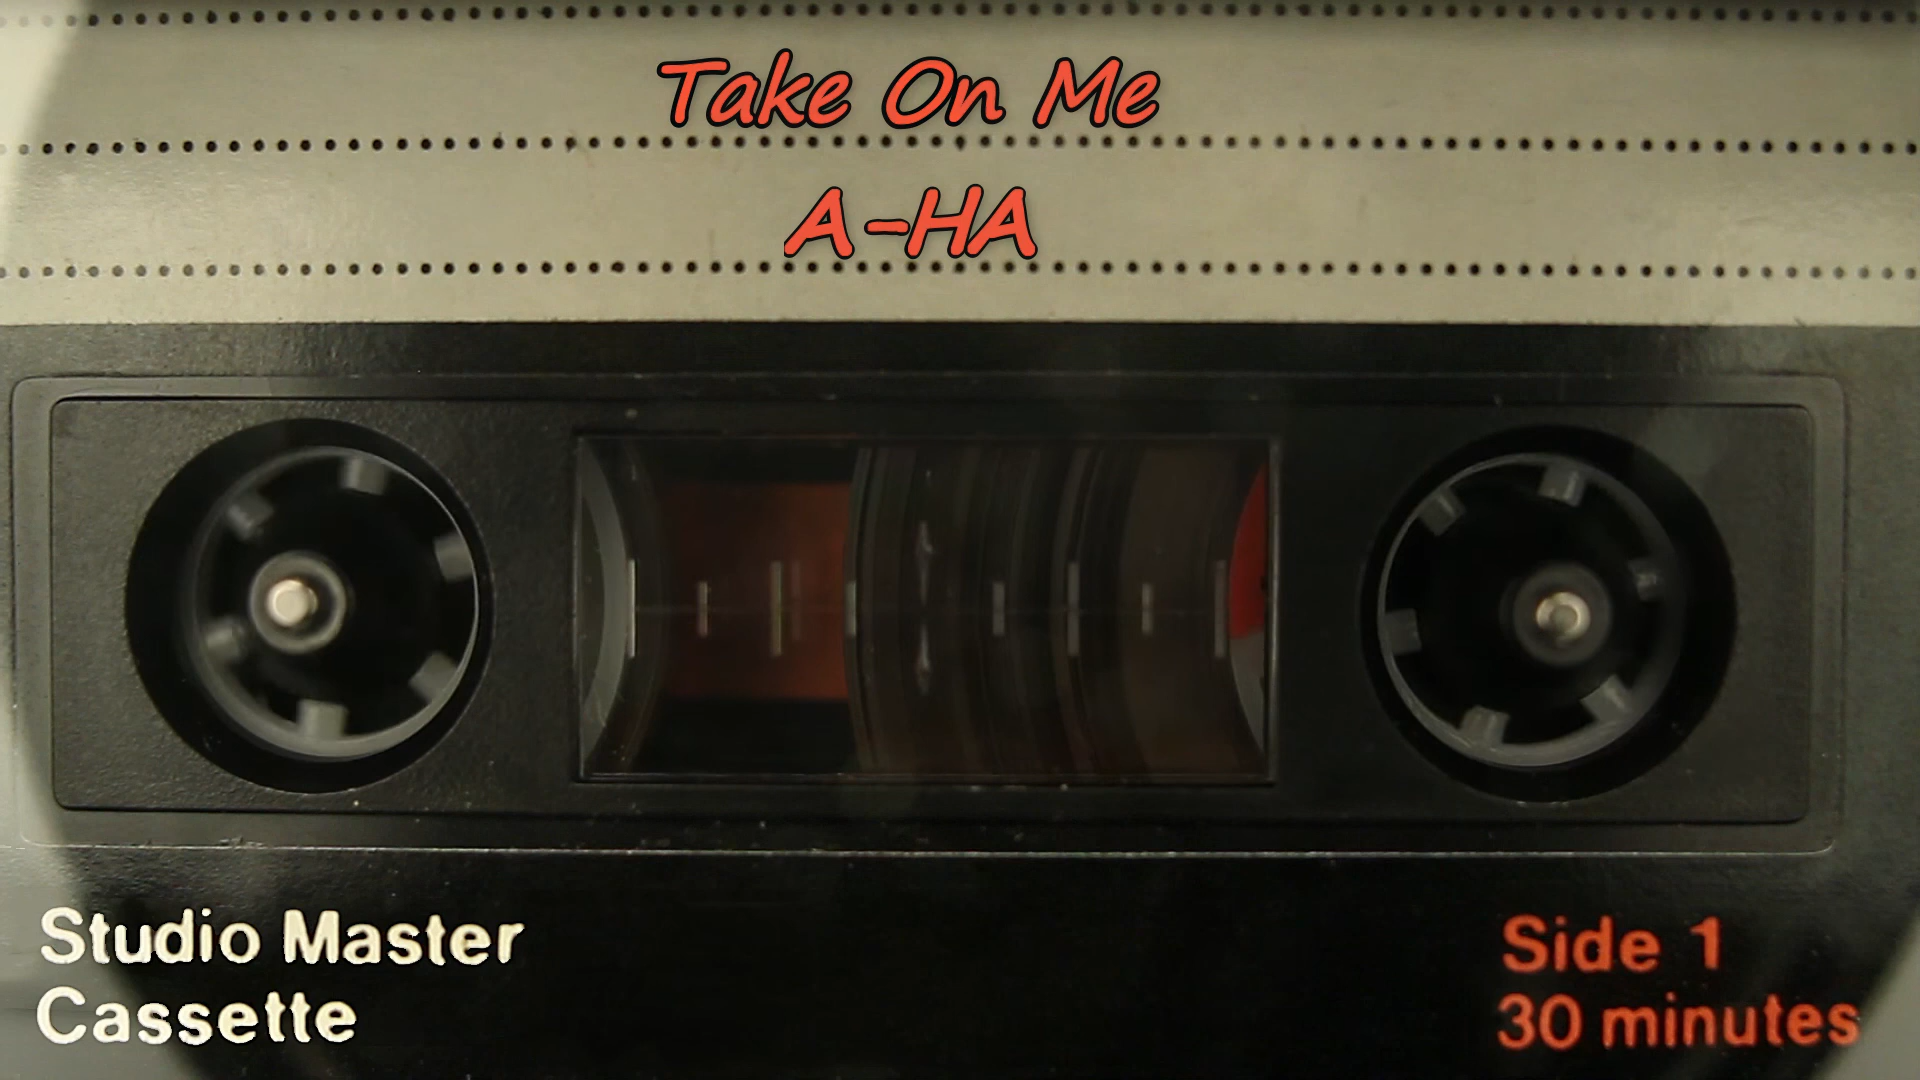 Take On Me
A-HA
Studio Master
Cassette
Side 1
30 minutes